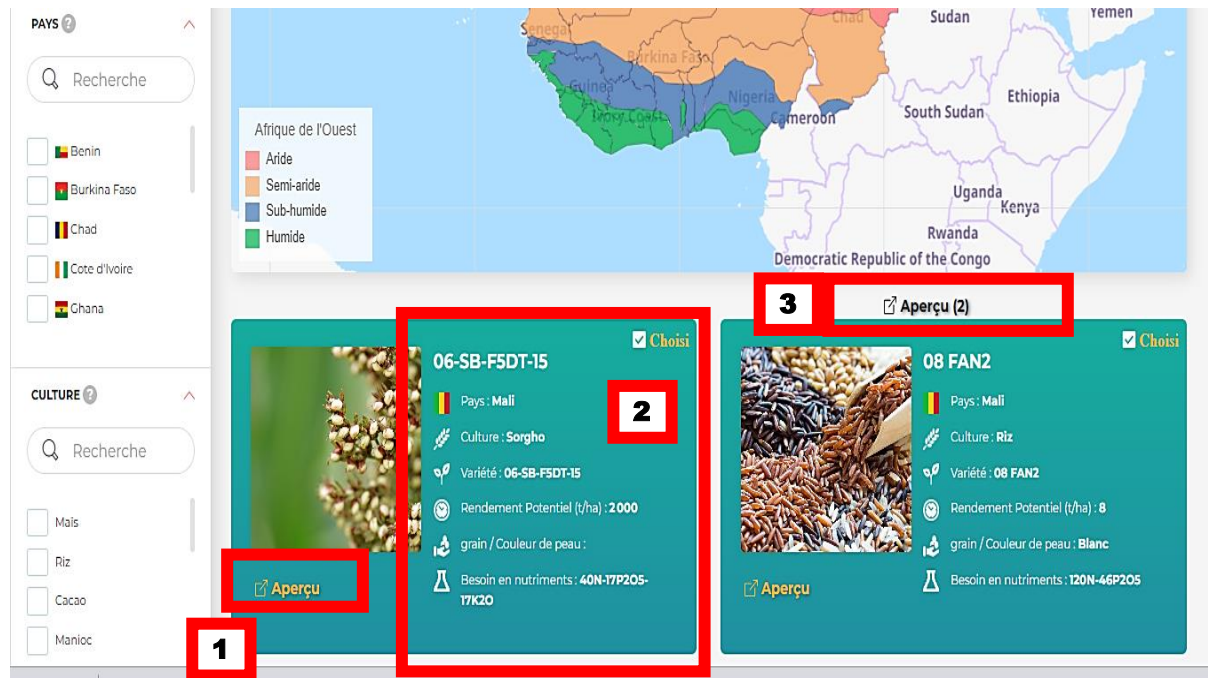 PAYS ?
Recherche
Benin
Burkina Faso
Chad
Cote d'Ivoire
Ghana
CULTURE ?
Recherche
Maïs
Riz
Cacao
Manioc
Senegal
Burkina Faso
Guinea
Ivory Coast
Nigeria
Chad
Cameroon
Sudan
Yemen
South Sudan
Ethiopia
Uganda
Kenya
Rwanda
Democratic Republic of the Congo
Afrique de l'Ouest
Aride
Semi-aride
Sub-humide
Humide
3
Aperçu (2)
Choisi
06-SB-F5DT-15
Pays : Mali
2
Culture : Sorgho
Variété : 06-SB-F5DT-15
Rendement Potentiel (t/ha) : 2 000
grain / Couleur de peau :
Besoin en nutriments : 40N-17P2O5-
17K2O
Aperçu
1
Choisi
08 FAN2
Pays : Mali
Culture : Riz
Variété : 08 FAN2
Rendement Potentiel (t/ha) : 8
grain / Couleur de peau : Blanc
Besoin en nutriments : 120N-46P2O5
Aperçu